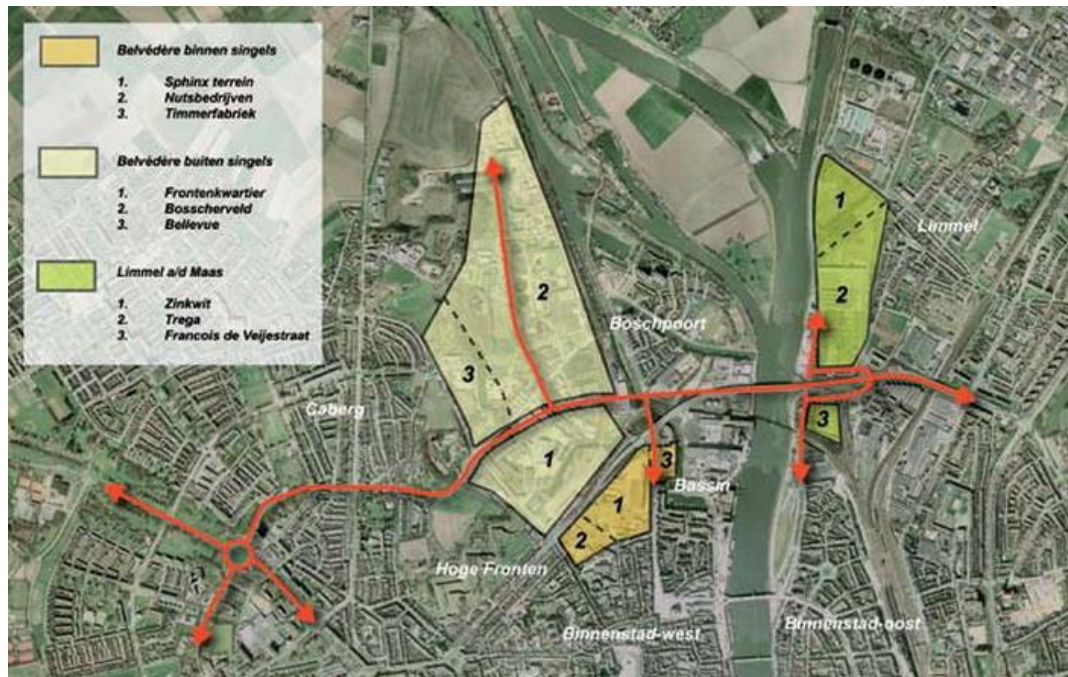 Belvédère binnen singels
1. Sphinx terrein
2. Nutsbedrijven
3. Timmerfabriek
Belvédère buiten singels
1. Frontenkwartier
2. Bosscherveld
3. Bellevue
Limmel a/d Maas
1. Zinkwit
2. Trega
3. Francois de Veijestraat
1
Limmel
2
2
Boschpoort
3
Caberg
3
1
3
Bassin
1
2
Hoge Fronten
Binnenstad-west
Binnenstad-oost